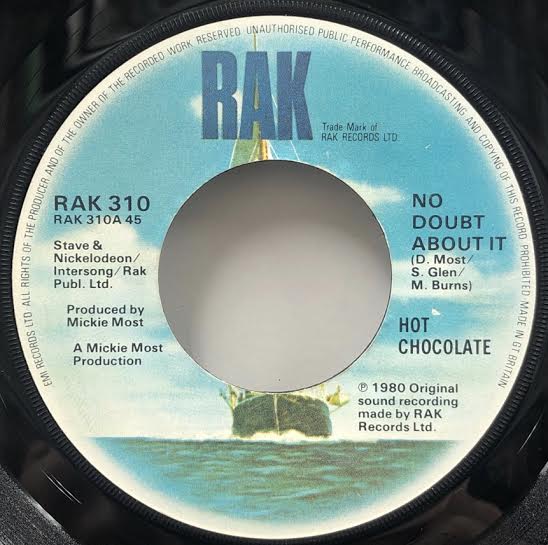 EMI RECORDS LTD. ALL RIGHTS OF THE PRODUCER AND OF THE OWNER OF THE RECORDED WORK RESERVED UNAUTHORISED PUBLIC PERFORMANCE BROADCASTING AND COPYING OF THIS RECORD PROHIBITED MADE IN GT BRITAIN
RAK
Trade Mark of
RAK RECORDS LTD.
RAK 310
RAK 310A 45
Stave &
Nickelodeon/
Intersong/Rak
Publ. Ltd.
Produced by
Mickie Most
A Mickie Most
Production
NO
DOUBT
ABOUT IT
(D. Most/
S. Glen/
M. Burns)
HOT
CHOCOLATE
℗ 1980 Original
sound recording
made by RAK
Records Ltd.